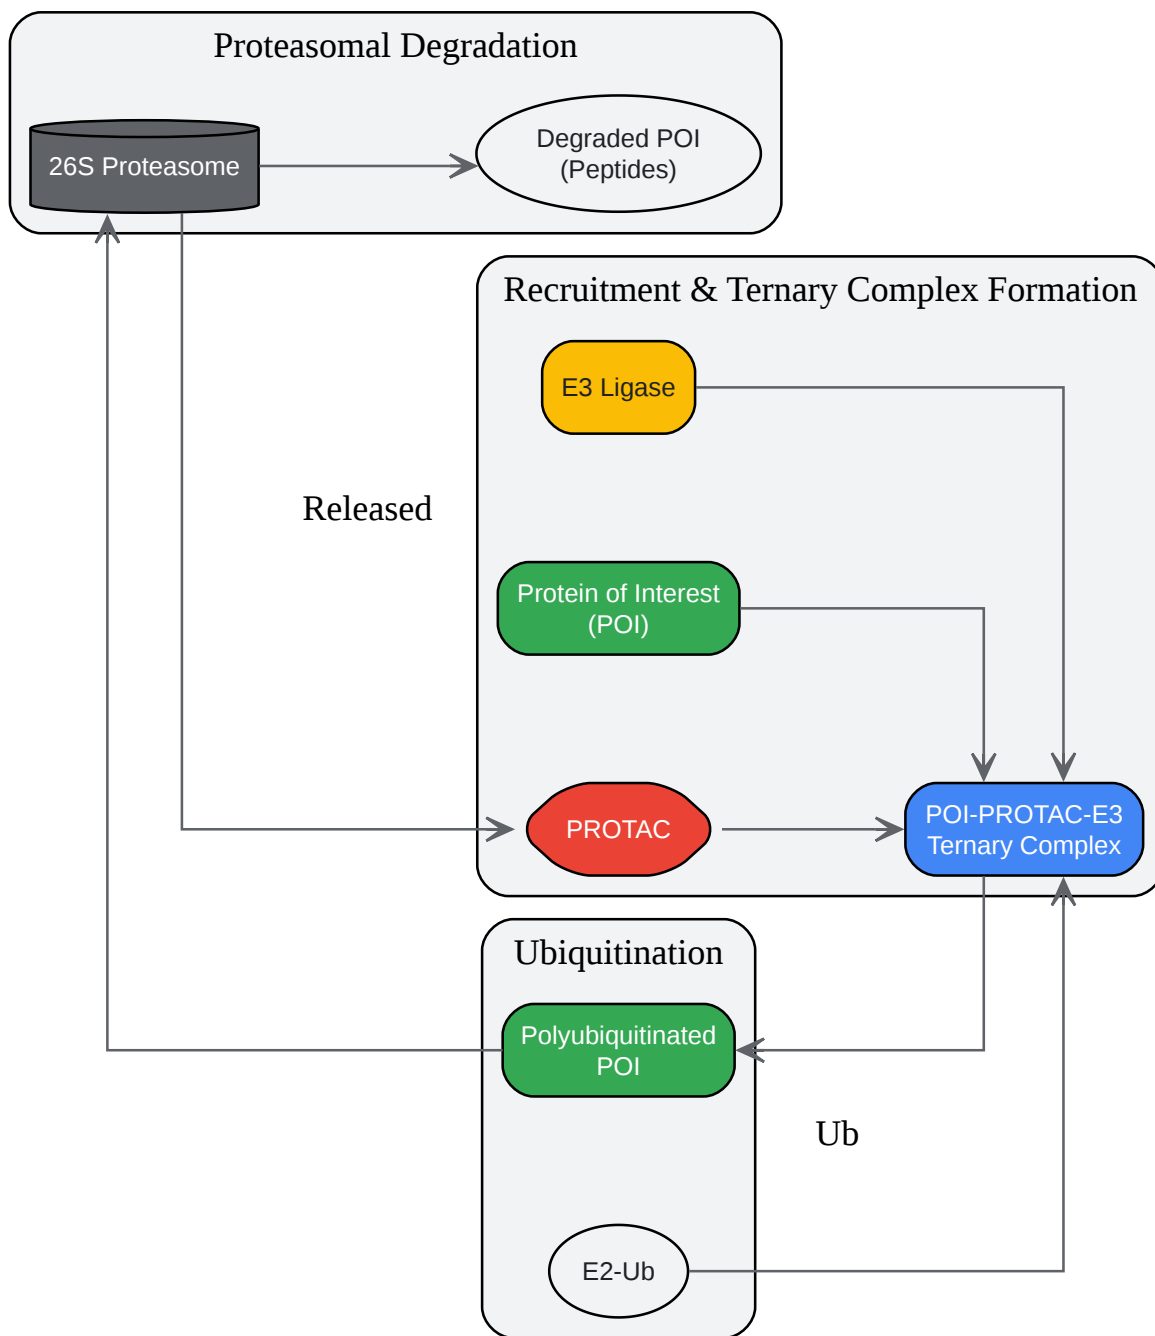 Proteasomal Degradation
26S Proteasome
Degraded POI
(Peptides)
Recruitment & Ternary Complex Formation
E3 Ligase
Released
Protein of Interest
(POI)
PROTAC
POI-PROTAC-E3
Ternary Complex
Ubiquitination
Polyubiquitinated
POI
Ub
E2-Ub